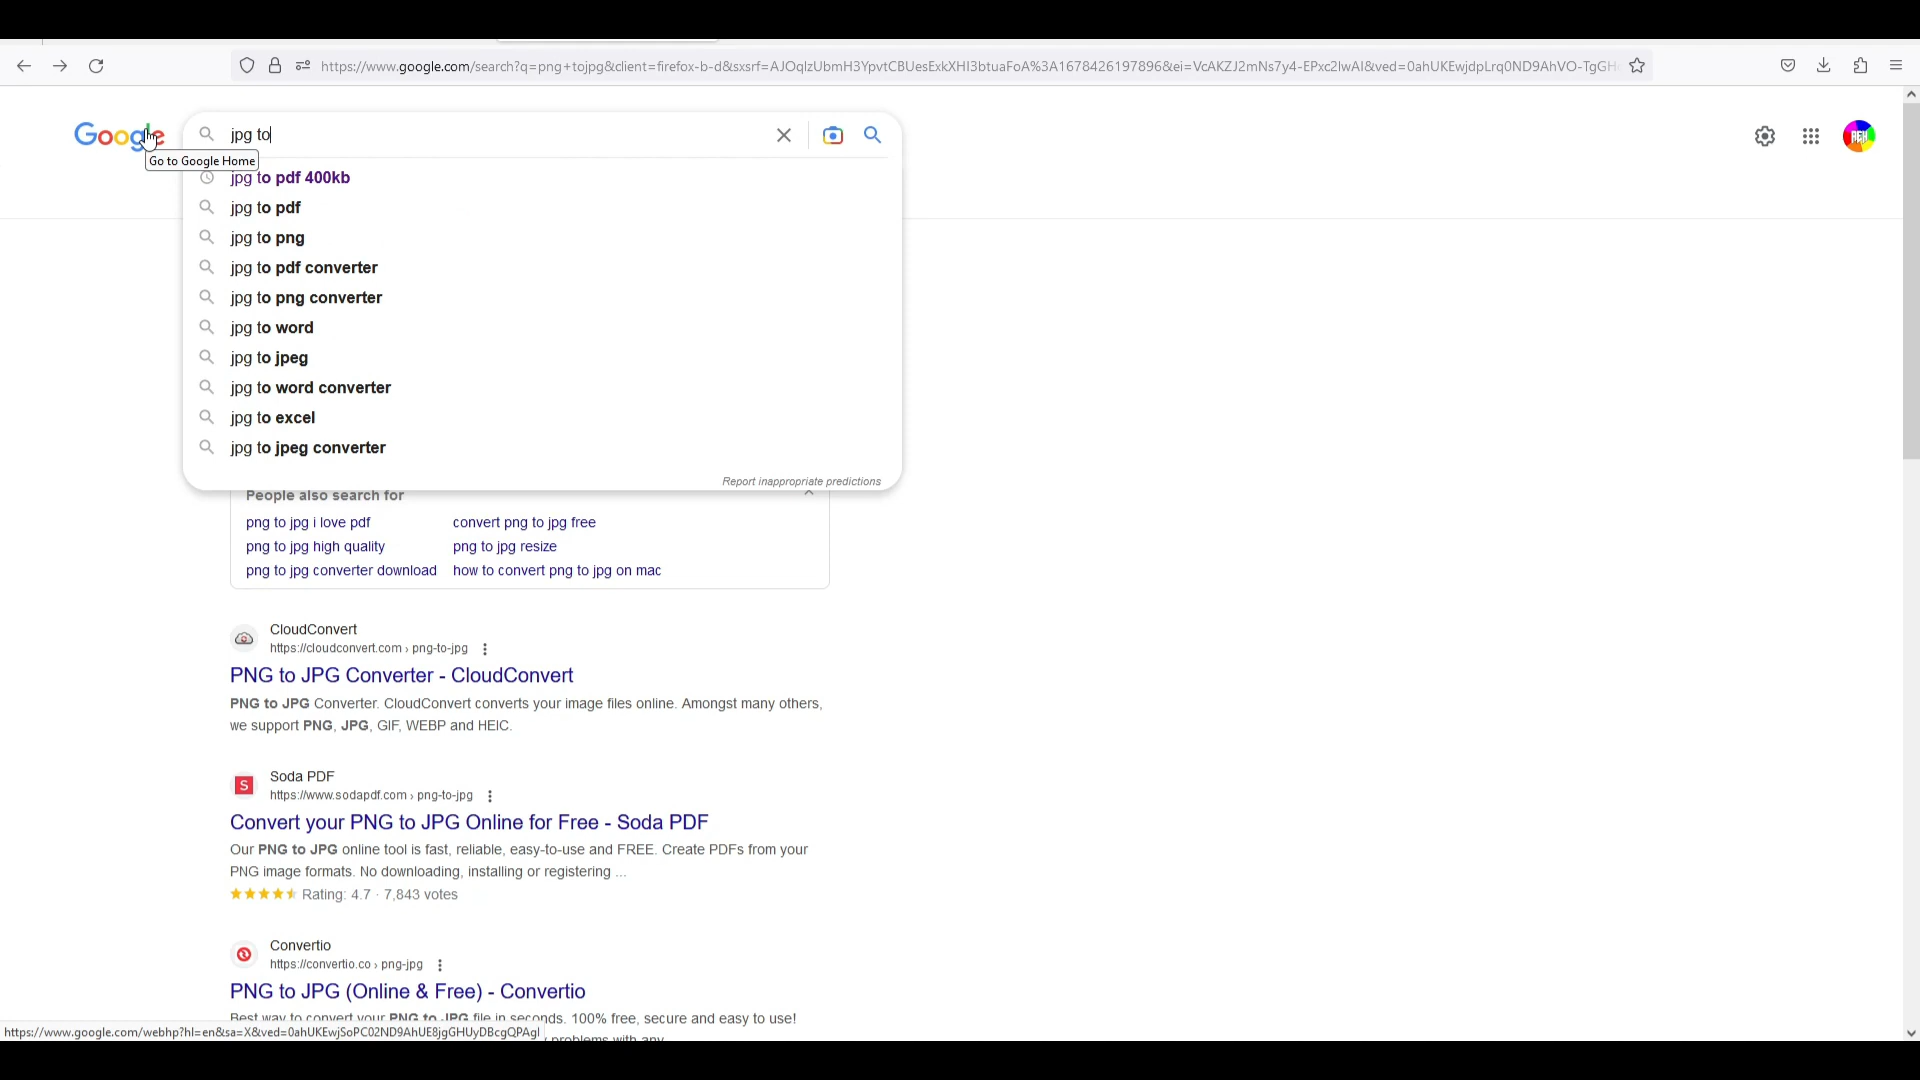 https://www.google.com/search?q=png+tojpg&client=firefox-b-d&sxsrf=AJOqlzUbmH3YpvtCBUesExkXHI3btuaFoA%3A1678426197896&ei=VcAKZJ2mNs7y4-EPxc2lwAI&ved=0ahUKEwjdpLrq0ND9AhVO-TgGH
Google
jpg to
Go to Google Home
jpg to pdf 400kb
jpg to pdf
jpg to png
jpg to pdf converter
jpg to png converter
jpg to word
jpg to jpeg
jpg to word converter
jpg to excel
jpg to jpeg converter
Report inappropriate predictions
People also search for
png to jpg i love pdf convert png to jpg free
png to jpg high quality png to jpg resize
png to jpg converter download how to convert png to jpg on mac
CloudConvert
https://cloudconvert.com › png-to-jpg
PNG to JPG Converter - CloudConvert
PNG to JPG Converter. CloudConvert converts your image files online. Amongst many others,
we support PNG, JPG, GIF, WEBP and HEIC.
S
Soda PDF
https://www.sodapdf.com › png-to-jpg
Convert your PNG to JPG Online for Free - Soda PDF
Our PNG to JPG online tool is fast, reliable, easy-to-use and FREE. Create PDFs from your
PNG image formats. No downloading, installing or registering ...
Rating: 4.7 · 7,843 votes
Convertio
https://convertio.co › png-jpg
PNG to JPG (Online & Free) - Convertio
Best way to convert your PNG to JPG file in seconds. 100% free, secure and easy to use!
https://www.google.com/webhp?hl=en&sa=X&ved=0ahUKEwjSoPC02ND9AhUE8jgGHUyDBcgQPAgI
problems with any